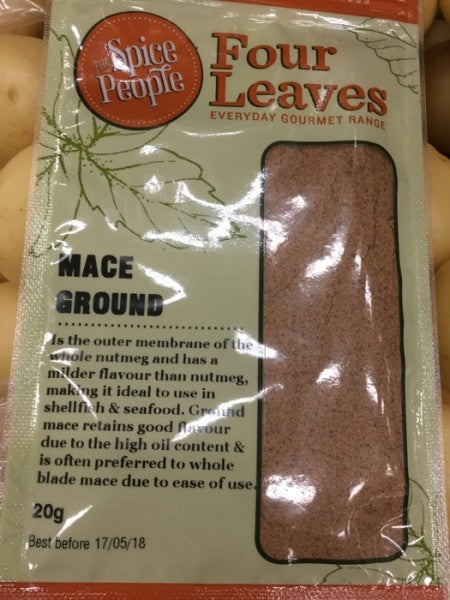 The Spice
People
Four
Leaves
EVERYDAY GOURMET RANGE
MACE
GROUND
Is the outer membrane of the
whole nutmeg and has a
milder flavour than nutmeg,
making it ideal to use in
shellfish & seafood. Ground
mace retains good flavour
due to the high oil content &
is often preferred to whole
blade mace due to ease of use.
20g
Best before 17/05/18